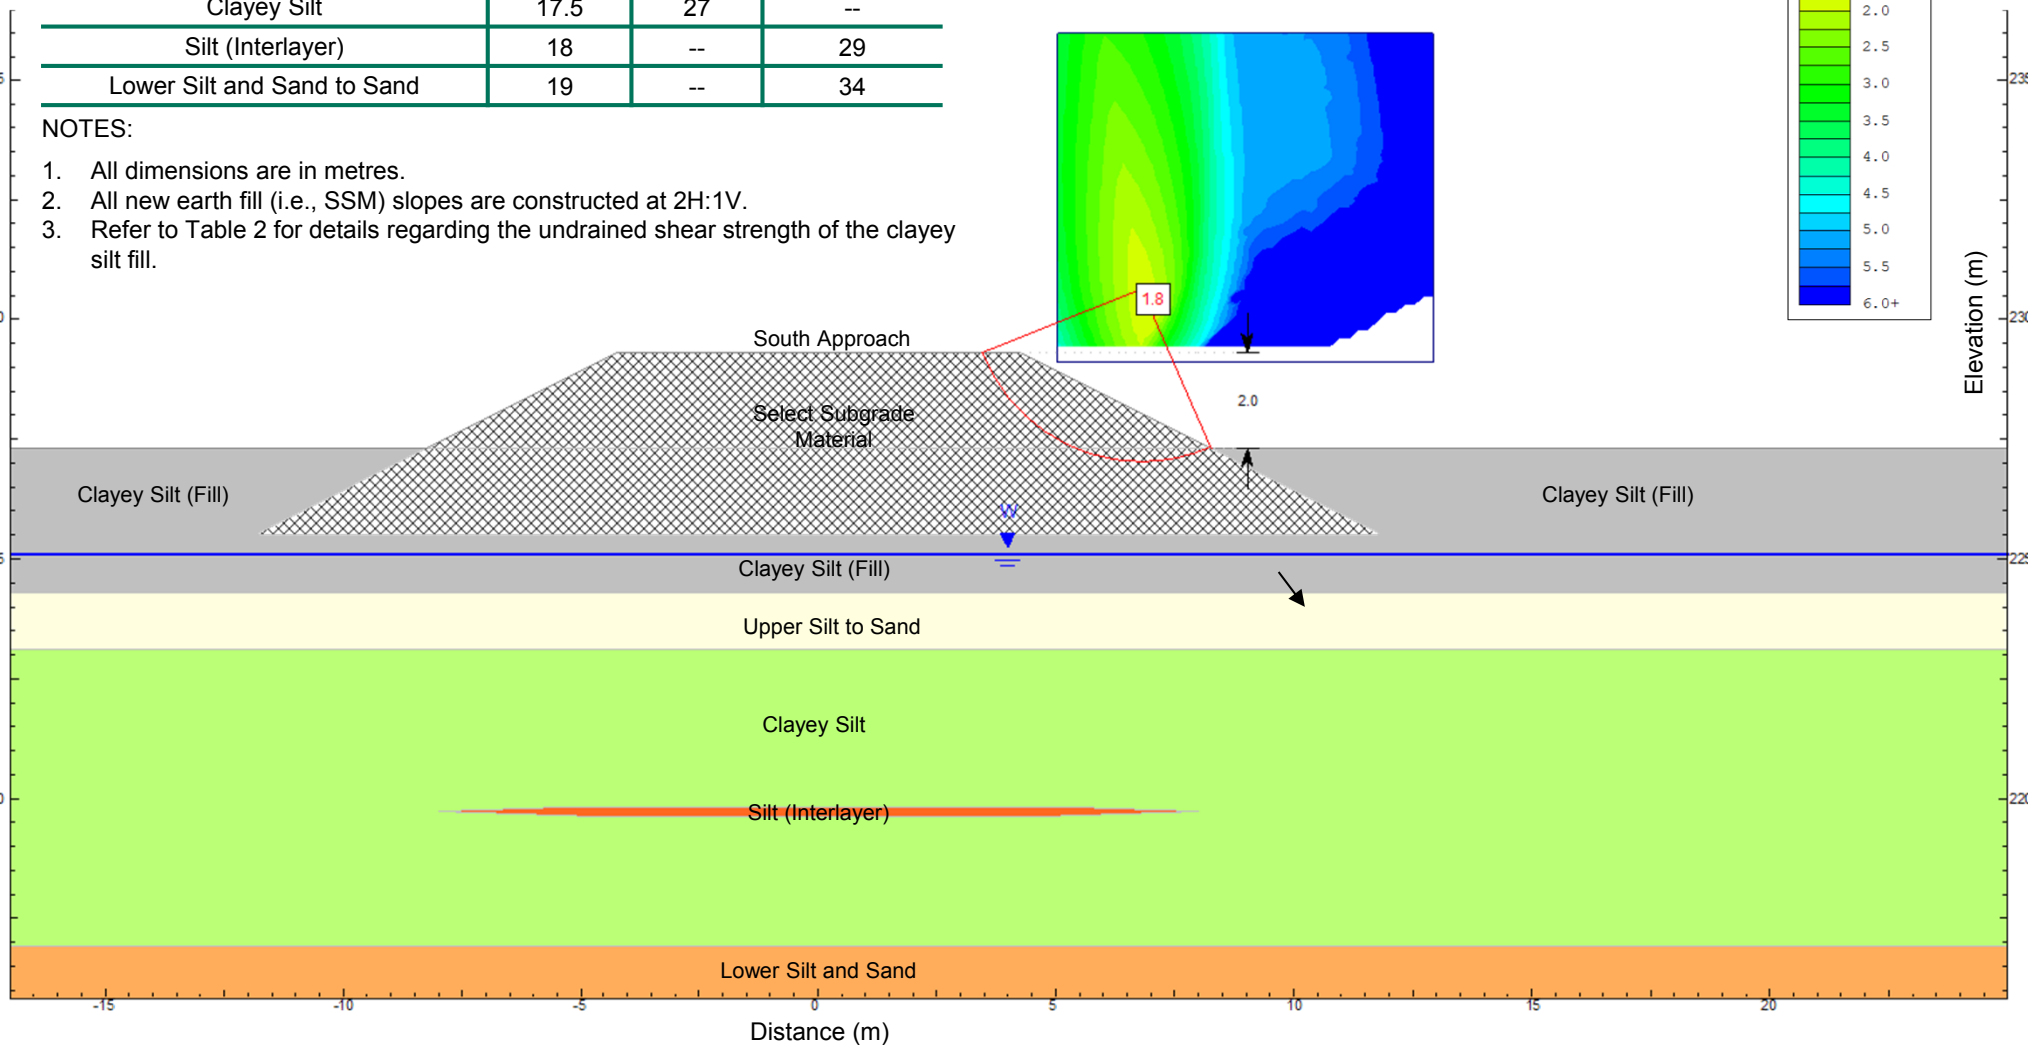 Clayey Silt 17.5 27 --
Silt (Interlayer) 18 -- 29
Lower Silt and Sand to Sand 19 -- 34
NOTES:
1. All dimensions are in metres.
2. All new earth fill (i.e., SSM) slopes are constructed at 2H:1V.
3. Refer to Table 2 for details regarding the undrained shear strength of the clayey
silt fill.
2.0
2.5
3.0
3.5
4.0
4.5
5.0
5.5
6.0+
1.8
South Approach
2.0
Select Subgrade
Material
Clayey Silt (Fill)
Clayey Silt (Fill)
W
Clayey Silt (Fill)
Upper Silt to Sand
Clayey Silt
Silt (Interlayer)
Lower Silt and Sand
235
230
225
220
Elevation (m)
-15 -10 -5 0 5 10 15 20
Distance (m)